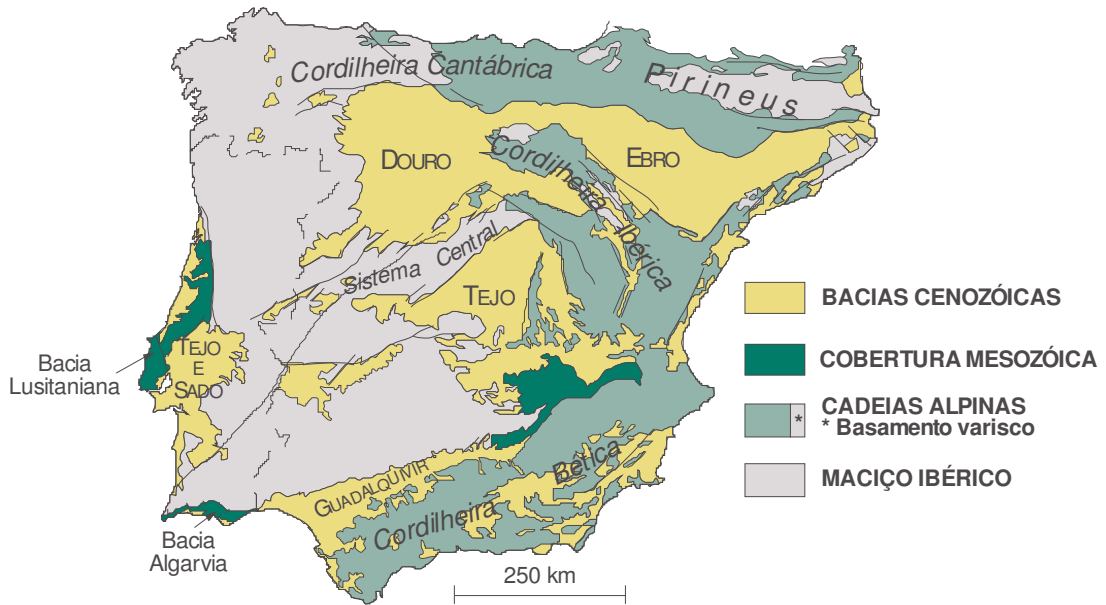 Cordilheira Cantábrica
Pirineus
DOURO
EBRO
Cordilheira Ibérica
Sistema Central
TEJO
Bacia
Lusitaniana
TEJO
E
SADO
GUADALQUIVIR
Cordilheira Bética
Bacia
Algarvia
250 km
BACIAS CENOZÓICAS
COBERTURA MESOZÓICA
* CADEIAS ALPINAS
* Basamento varisco
MACIÇO IBÉRICO